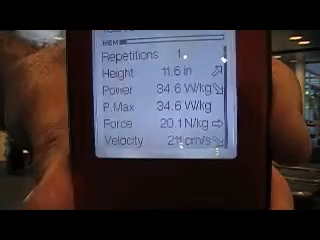 MEM
Repetitions 1
Height 11.6 in
Power 34.6 W/kg
P.Max 34.6 W/kg
Force 20.1 N/kg
Velocity cm/s